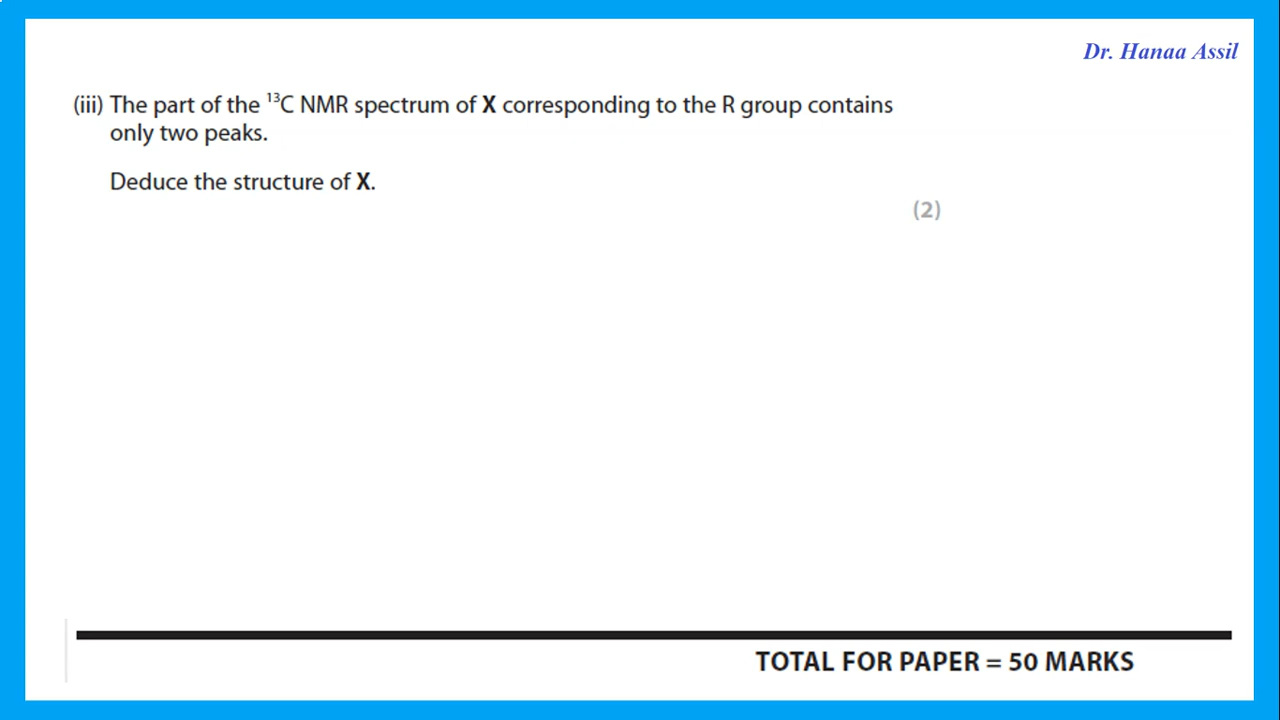 Dr. Hanaa Assil
(iii) The part of the ¹³C NMR spectrum of X corresponding to the R group contains
only two peaks.
Deduce the structure of X.
(2)
TOTAL FOR PAPER = 50 MARKS